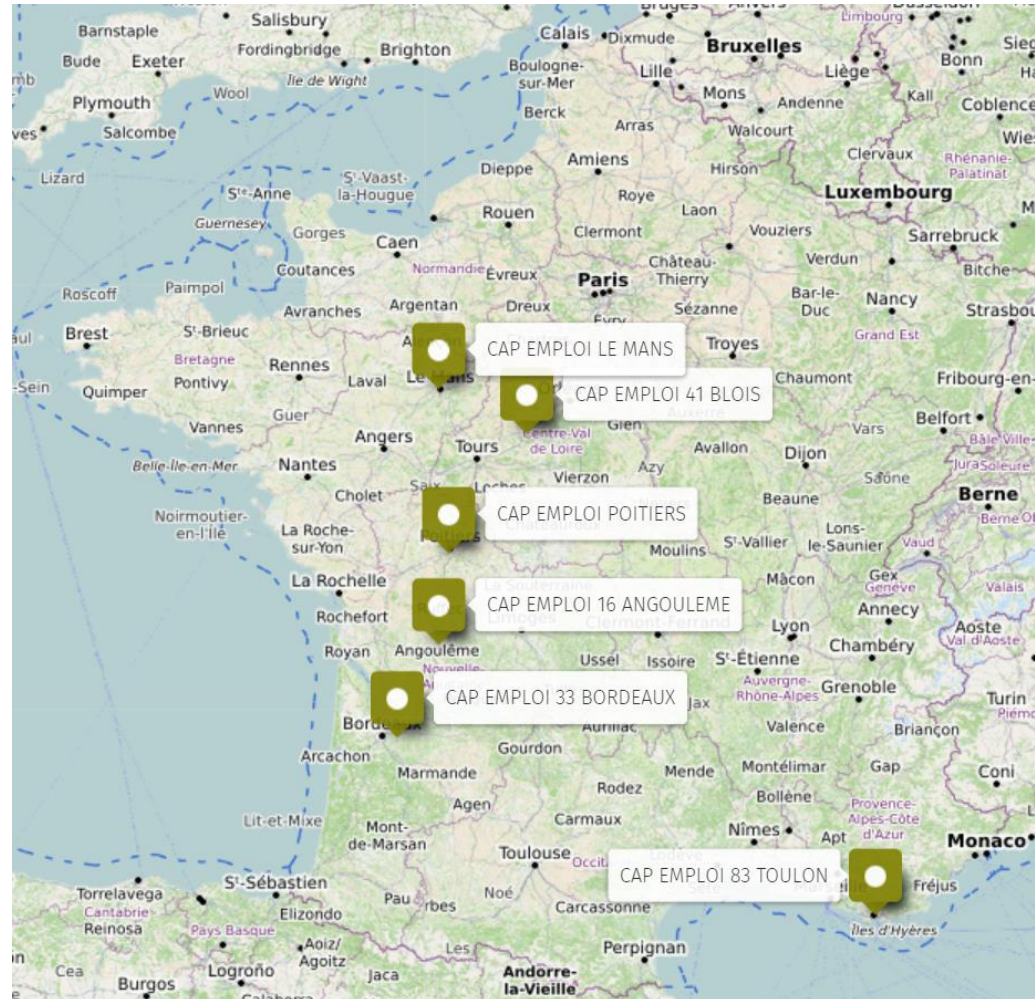 Salisbury
Barnstaple
Fordingbridge
Brighton
Calais
Dixmude
Bruxelles
Limbourg
Bude
Exeter
Île de Wight
Boulogne-
sur-Mer
Lille
Liège
Bonn
Plymouth
Wool
Mons
Andenne
Kall
Coblence
Salcombe
Berck
Arras
Walcourt
Lizard
Sᵗ-Vaast-
la-Hougue
Dieppe
Amiens
Hirson
Clervaux
Rhénanie-
Palatinat
Sᵗᵉ-Anne
Roye
Luxembourg
Guernesey
Gorges
Rouen
Laon
Caen
Clermont
Vouziers
Sarrebruck
Coutances
Normandie
Évreux
Paris
Château-
Thierry
Verdun
Bitche
Roscoff
Paimpol
Avranches
Argentan
Dreux
Sézanne
Bar-le-
Duc
Nancy
Brest
Sᵗ-Brieuc
Troyes
Grand Est
CAP EMPLOI LE MANS
Bretagne
Rennes
Quimper
Pontivy
Laval
Le Mans
Chaumont
CAP EMPLOI 41 BLOIS
Vannes
Guer
Angers
Tours
Centre-Val
de Loire
Gien
Avallon
Dijon
Vars
Belfort
Belle-Île-en-Mer
Nantes
Vierzon
Azy
Saône
Jura
Soleure
Cholet
Beaune
Berne
Noirmoutier-
en-l'Île
CAP EMPLOI POITIERS
La Roche-
sur-Yon
Moulins
Sᵗ-Vallier
Lons-
le-Saunier
Vaud
La Rochelle
Mâcon
Gex
Genève
Valais
Rochefort
CAP EMPLOI 16 ANGOULEME
Annecy
Lyon
Aoste
Val d'Aoste
Royan
Angoulême
Ussel
Issoire
Sᵗ-Étienne
Chambéry
Auvergne-
Rhône-Alpes
Grenoble
Turin
CAP EMPLOI 33 BORDEAUX
Bordeaux
Aurillac
Valence
Briançon
Arcachon
Gourdon
Marmande
Mende
Montélimar
Gap
Coni
Agen
Rodez
Bollène
Provence-
Alpes-Côte
d'Azur
Lit-et-Mixe
Mont-
de-Marsan
Carmaux
Nîmes
Apt
Monaco
Toulouse
CAP EMPLOI 83 TOULON
Fréjus
Torrelavega
Sᵗ-Sébastien
Pau
Noé
Carcassonne
Îles d'Hyères
Cantabrie
Reinosa
Pays Basque
Elizondo
Perpignan
Cea
Aoiz/
Agoitz
Les
Burgos
Logroño
Jaca
Andorre-
la-Vieille